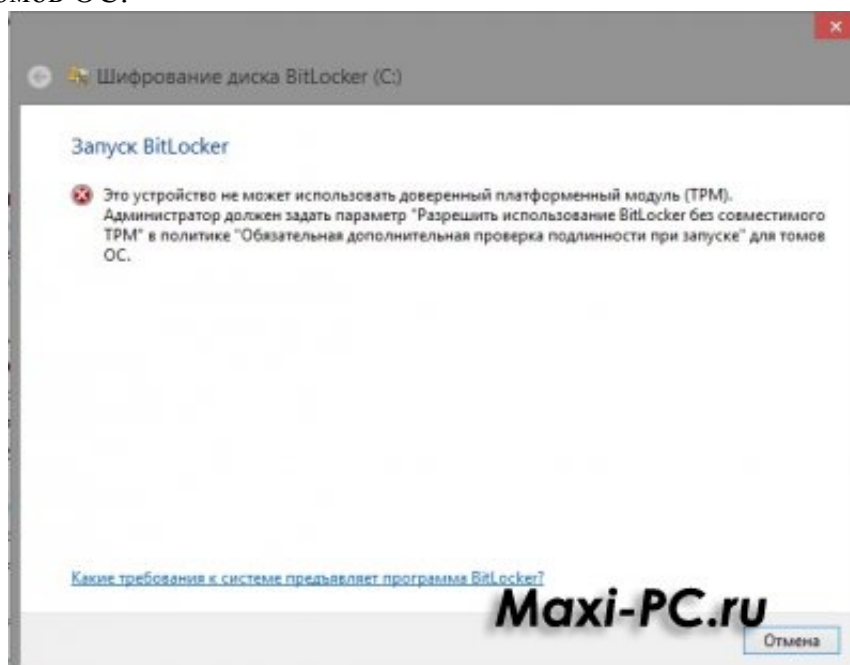 ОС.
Шифрование диска BitLocker (C:)
Запуск BitLocker
Это устройство не может использовать доверенный платформенный модуль (TPM).
Администратор должен задать параметр "Разрешить использование BitLocker без совместимого
TPM" в политике "Обязательная дополнительная проверка подлинности при запуске" для томов
ОС.
Какие требования к системе предъявляет программа BitLocker?
Maxi-PC.ru
Отмена